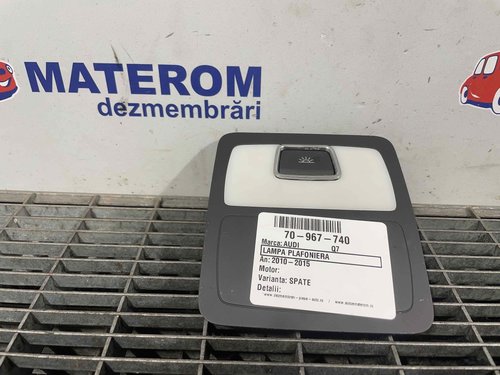 MATEROM
dezmembrări
70-967-740
Marca: AUDI Q7
LAMPA PLAFONIERA
An: 2010-2015
Motor:
Varianta: SPATE
Detalii: